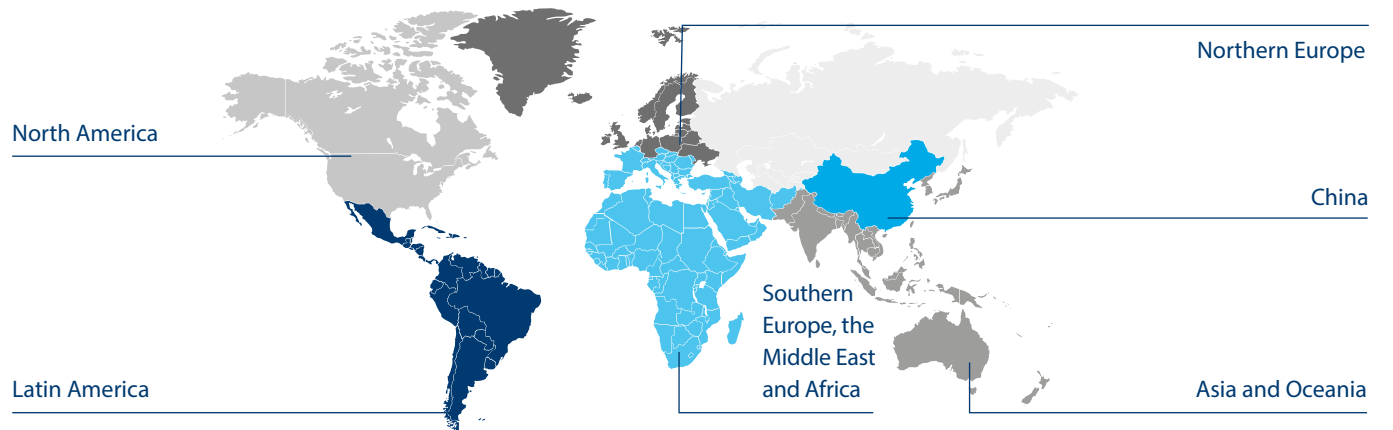 Northern Europe
North America
China
Southern
Europe, the
Middle East
and Africa
Latin America
Asia and Oceania